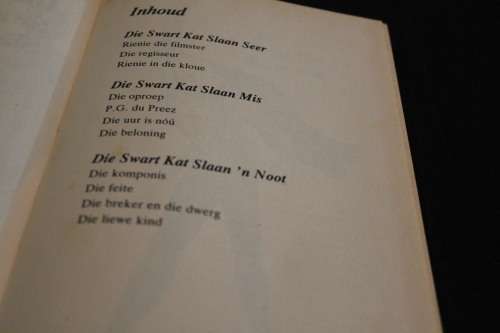 Inhoud
Die Swart Kat Slaan Seer
Rienie die filmster
Die regisseur
Rienie in die kloue
Die Swart Kat Slaan Mis
Die oproep
P.G. du Preez
Die uur is nóú
Die beloning
Die Swart Kat Slaan 'n Noot
Die komponis
Die feite
Die breker en die dwerg
Die liewe kind